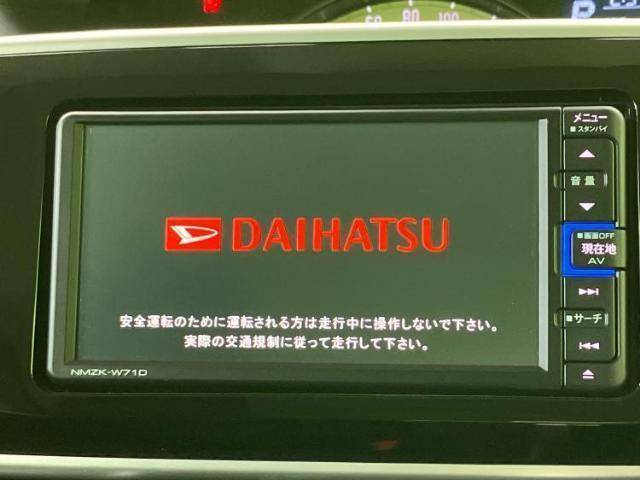 60 80 100
P
メニュー
■スタンバイ
音量
■画面OFF
現在地
AV
■サーチ
DAIHATSU
安全運転のために運転される方は走行中に操作しないで下さい。
実際の交通規制に従って走行して下さい。
NMZK-W71D